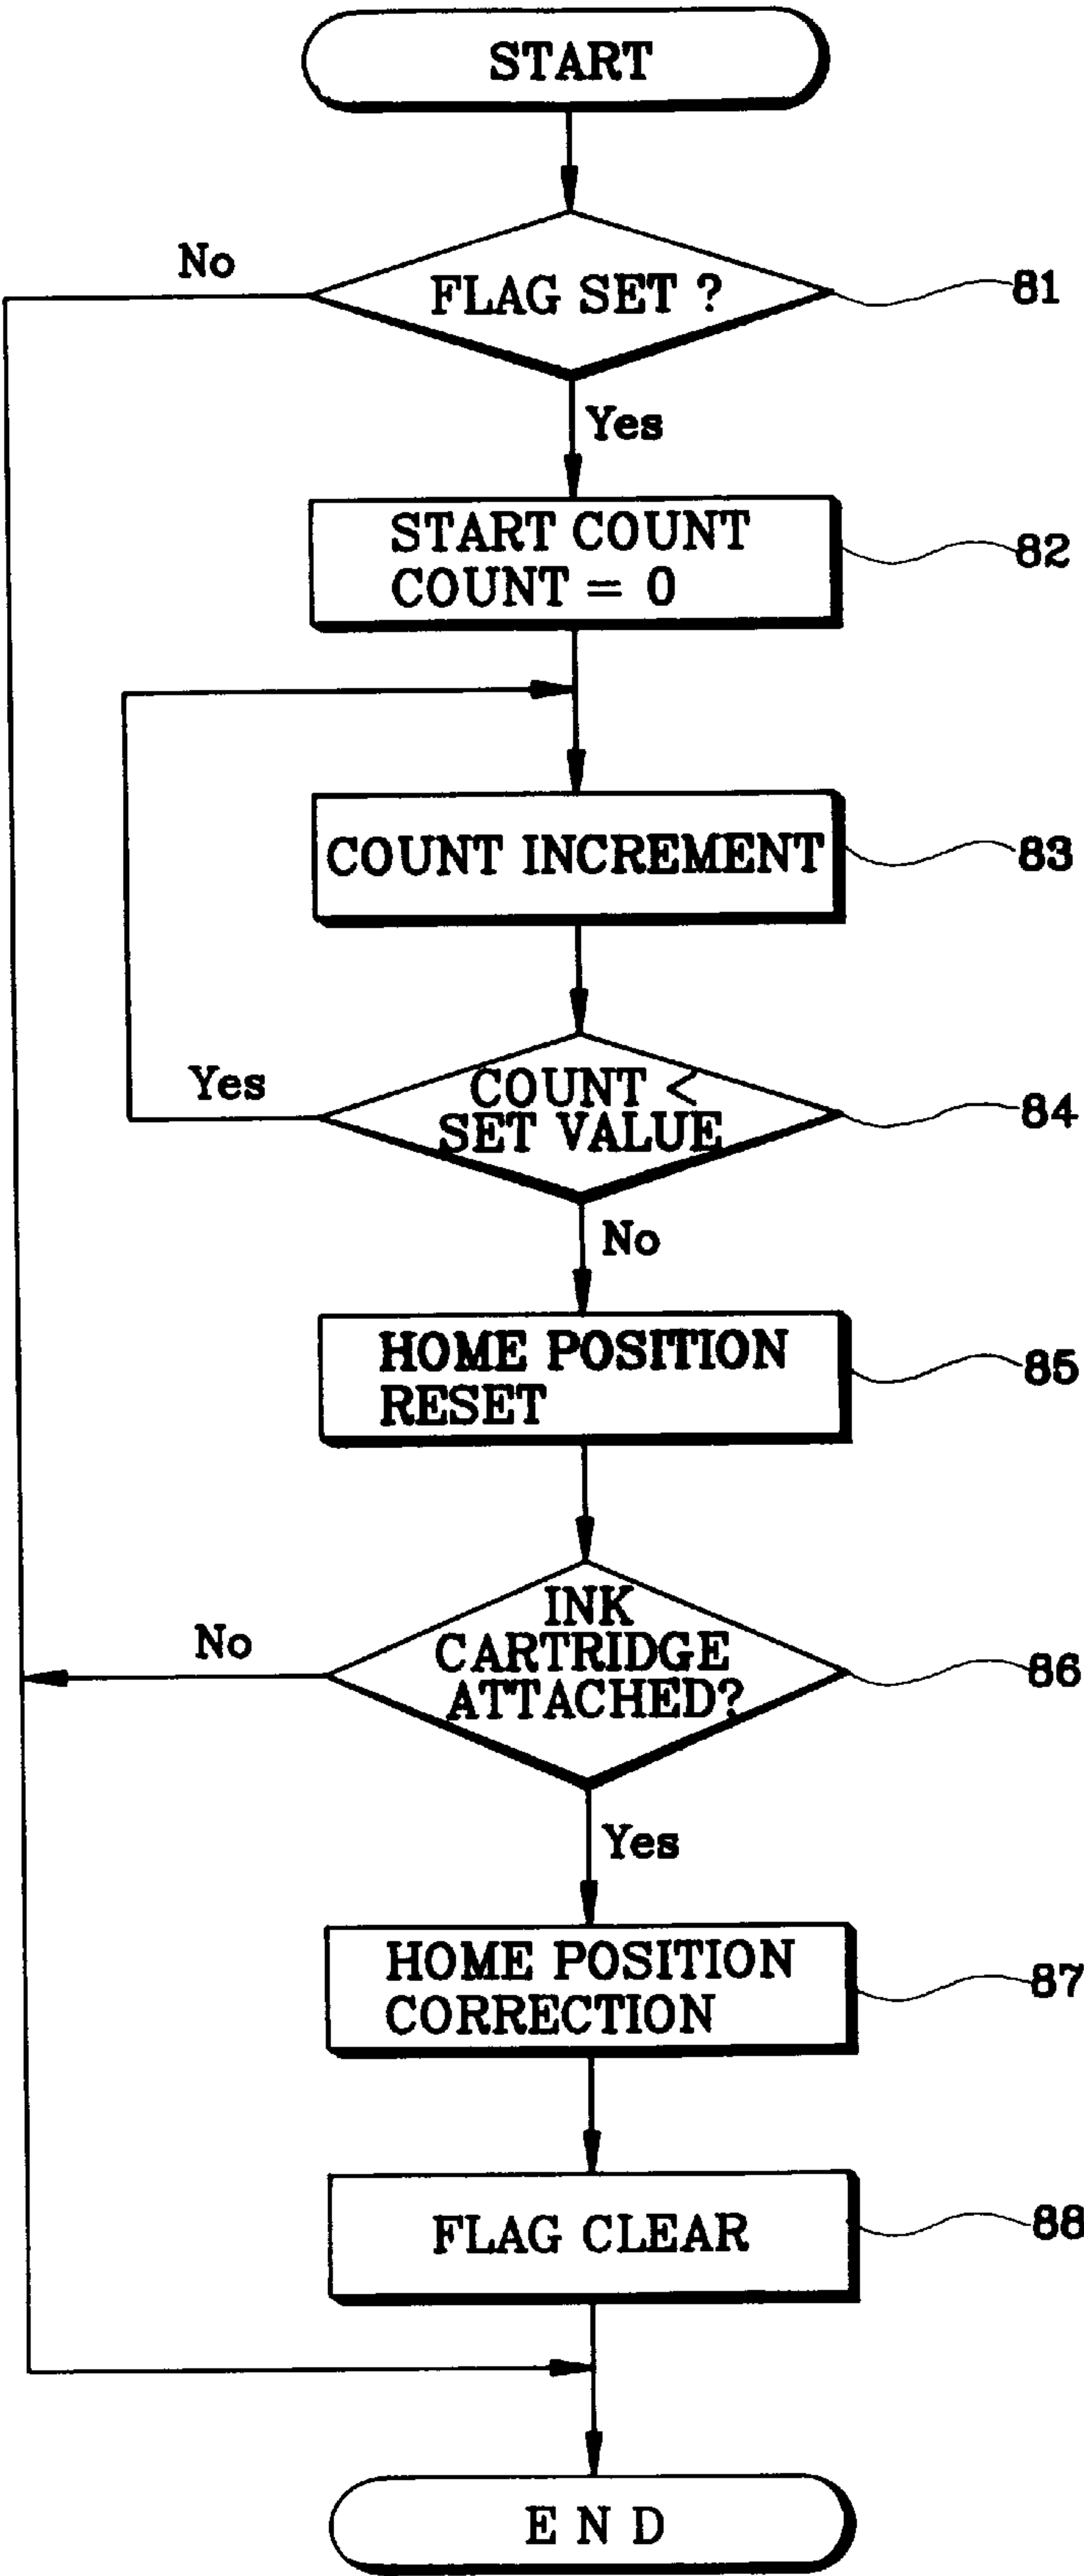 START
No
FLAG SET ?
81
Yes
START COUNT
COUNT = 0
82
COUNT INCREMENT
83
Yes
COUNT <
SET VALUE
84
No
HOME POSITION
RESET
85
No
INK
CARTRIDGE
ATTACHED?
86
Yes
HOME POSITION
CORRECTION
87
FLAG CLEAR
88
E N D